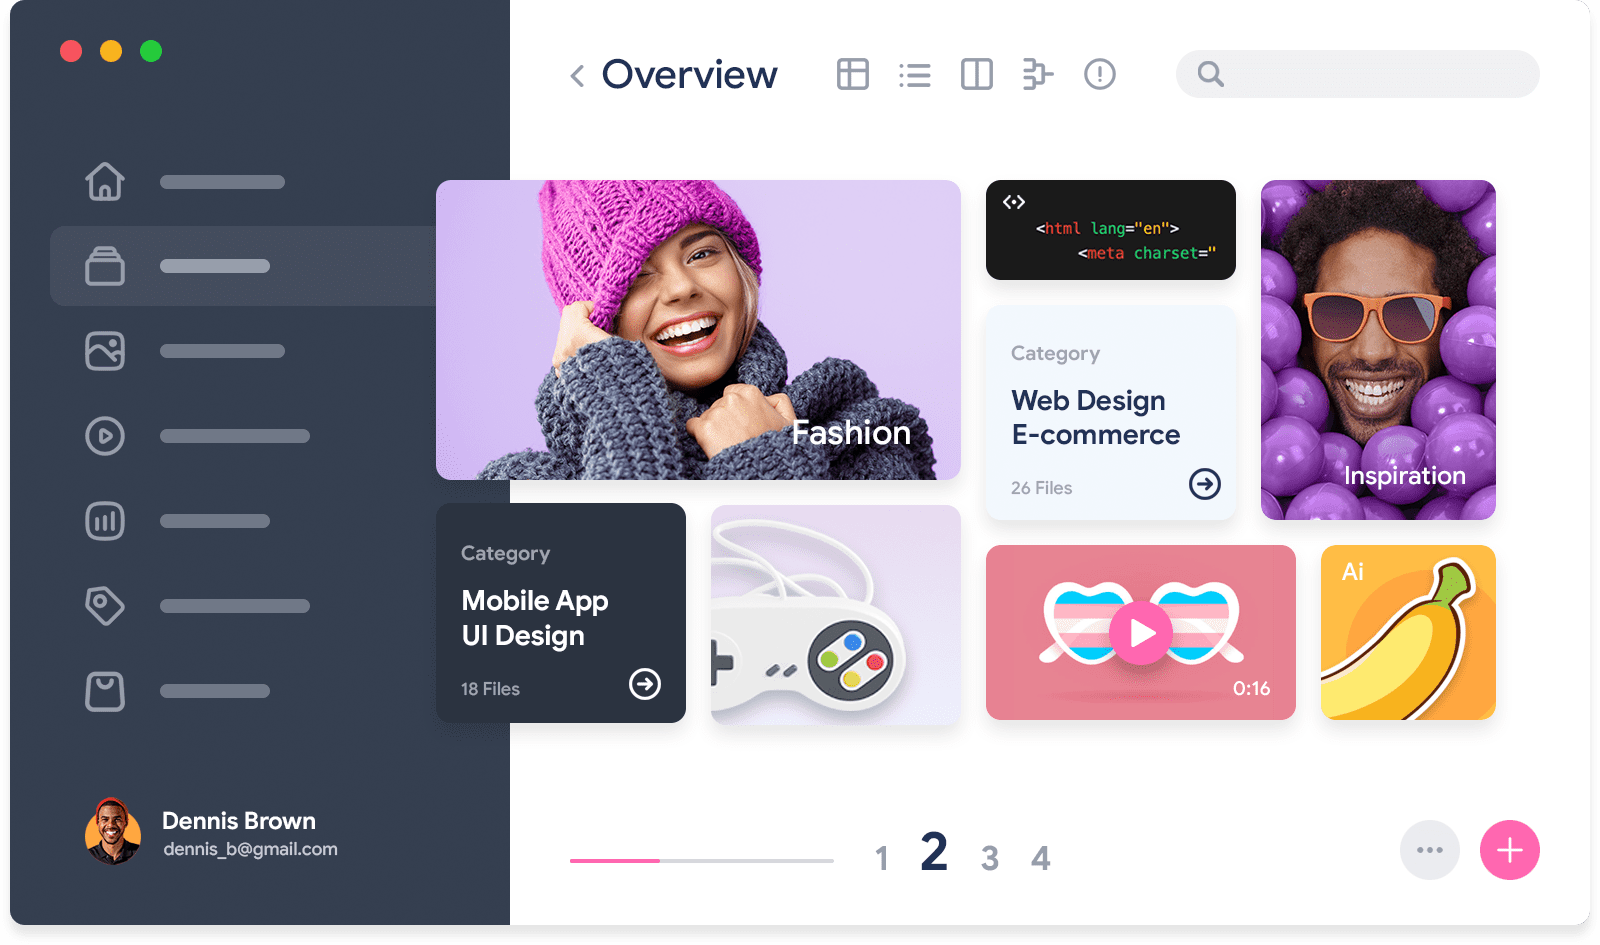 Overview
<html lang="en">
<meta charset="
Fashion
Category
Web Design
E-commerce
26 Files
Inspiration
Category
Mobile App
UI Design
18 Files
0:16
Ai
Dennis Brown
dennis_b@gmail.com
1 2 3 4